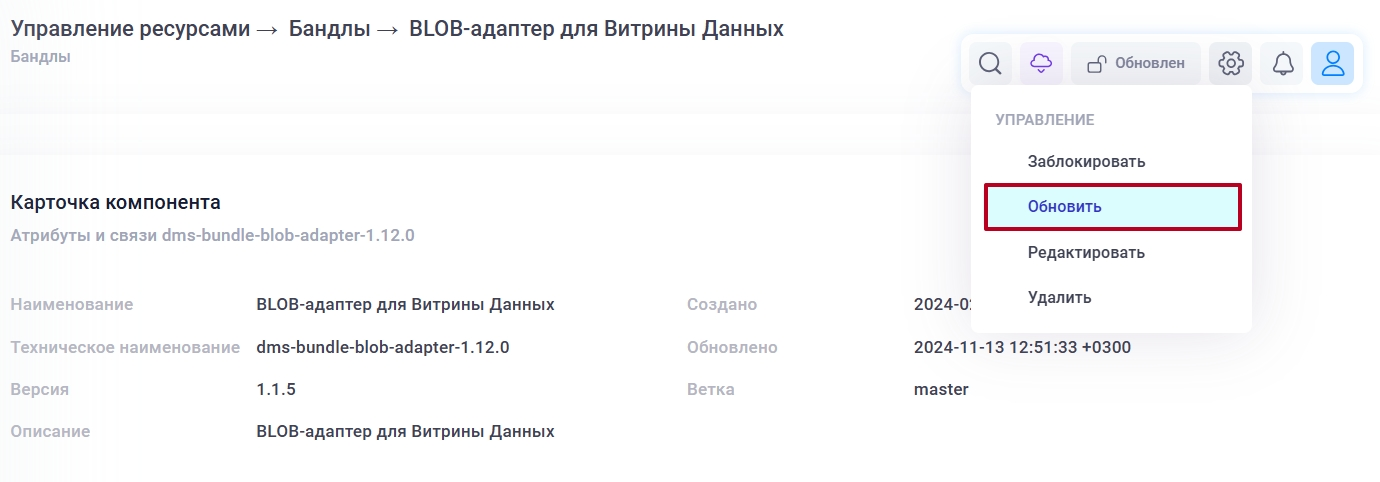 Управление ресурсами → Бандлы → BLOB-адаптер для Витрины Данных
Бандлы
Обновлен
УПРАВЛЕНИЕ
Заблокировать
Обновить
Редактировать
Удалить
Карточка компонента
Атрибуты и связи dms-bundle-blob-adapter-1.12.0
Наименование BLOB-адаптер для Витрины Данных Создано 2024-02
Техническое наименование dms-bundle-blob-adapter-1.12.0 Обновлено 2024-11-13 12:51:33 +0300
Версия 1.1.5 Ветка master
Описание BLOB-адаптер для Витрины Данных